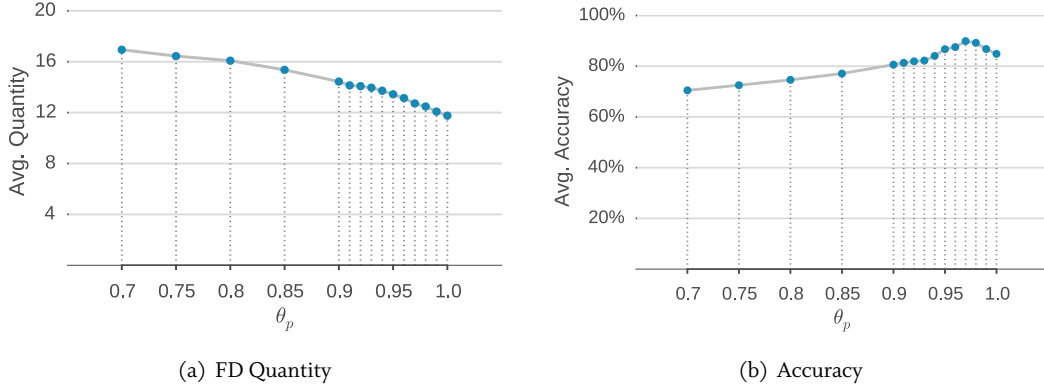 20
16
12
8
4
Avg. Quantity
0.7 0.75 0.8 0.85 0.9 0.95 1.0
θp
(a) FD Quantity
100%
80%
60%
40%
20%
Avg. Accuracy
0.7 0.75 0.8 0.85 0.9 0.95 1.0
θp
(b) Accuracy